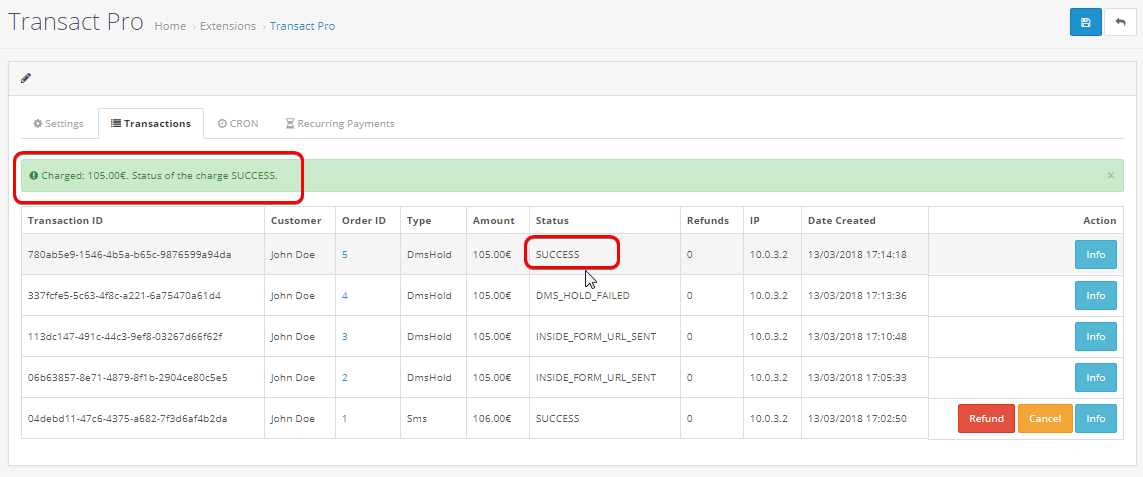 Transact Pro Home › Extensions › Transact Pro
Settings Transactions CRON Recurring Payments
Charged: 105.00€. Status of the charge SUCCESS. ×
Transaction ID Customer Order ID Type Amount Status Refunds IP Date Created Action
780ab5e9-1546-4b5a-b65c-9876599a94da John Doe 5 DmsHold 105.00€ SUCCESS 0 10.0.3.2 13/03/2018 17:14:18 Info
337fcfe5-5c63-4f8c-a221-6a75470a61d4 John Doe 4 DmsHold 105.00€ DMS_HOLD_FAILED 0 10.0.3.2 13/03/2018 17:13:36 Info
113dc147-491c-44c3-9ef8-03267d66f62f John Doe 3 DmsHold 105.00€ INSIDE_FORM_URL_SENT 0 10.0.3.2 13/03/2018 17:10:48 Info
06b63857-8e71-4879-8f1b-2904ce80c5e5 John Doe 2 DmsHold 105.00€ INSIDE_FORM_URL_SENT 0 10.0.3.2 13/03/2018 17:05:33 Info
04debd11-47c6-4375-a682-7f3d6af4b2da John Doe 1 Sms 106.00€ SUCCESS 0 10.0.3.2 13/03/2018 17:02:50 Refund Cancel Info